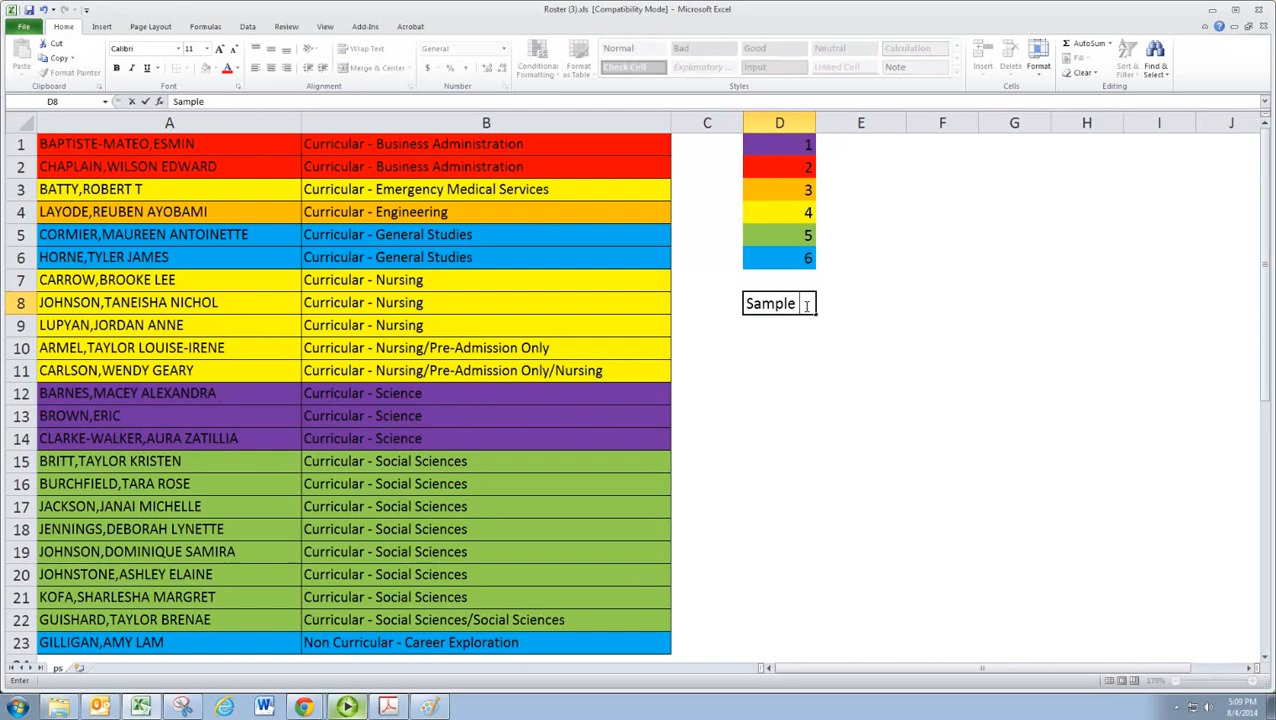 Roster (3).xls [Compatibility Mode] - Microsoft Excel
File Home Insert Page Layout Formulas Data Review View Add-Ins Acrobat
Paste Cut Copy Format Painter
Clipboard
Calibri 11
B I U
Font
Wrap Text
Merge & Center
Alignment
General
$ % ,
Number
Conditional Formatting
Format as Table
Normal Bad Good Neutral Calculation
Check Cell Explanatory ... Input Linked Cell Note
Styles
Insert Delete Format
Cells
Σ AutoSum
Fill
Clear
Sort & Filter
Find & Select
Editing
D8 fx Sample
A B C D E F G H I J
1 BAPTISTE-MATEO,ESMIN Curricular - Business Administration 1
2 CHAPLAIN,WILSON EDWARD Curricular - Business Administration 2
3 BATTY,ROBERT T Curricular - Emergency Medical Services 3
4 LAYODE,REUBEN AYOBAMI Curricular - Engineering 4
5 CORMIER,MAUREEN ANTOINETTE Curricular - General Studies 5
6 HORNE,TYLER JAMES Curricular - General Studies 6
7 CARROW,BROOKE LEE Curricular - Nursing
8 JOHNSON,TANEISHA NICHOL Curricular - Nursing Sample
9 LUPYAN,JORDAN ANNE Curricular - Nursing
10 ARMEL,TAYLOR LOUISE-IRENE Curricular - Nursing/Pre-Admission Only
11 CARLSON,WENDY GEARY Curricular - Nursing/Pre-Admission Only/Nursing
12 BARNES,MACEY ALEXANDRA Curricular - Science
13 BROWN,ERIC Curricular - Science
14 CLARKE-WALKER,AURA ZATILLIA Curricular - Science
15 BRITT,TAYLOR KRISTEN Curricular - Social Sciences
16 BURCHFIELD,TARA ROSE Curricular - Social Sciences
17 JACKSON,JANAI MICHELLE Curricular - Social Sciences
18 JENNINGS,DEBORAH LYNETTE Curricular - Social Sciences
19 JOHNSON,DOMINIQUE SAMIRA Curricular - Social Sciences
20 JOHNSTONE,ASHLEY ELAINE Curricular - Social Sciences
21 KOFA,SHARLESHA MARGRET Curricular - Social Sciences
22 GUISHARD,TAYLOR BRENAE Curricular - Social Sciences/Social Sciences
23 GILLIGAN,AMY LAM Non Curricular - Career Exploration
ps
Enter 170%
5:09 PM
8/4/2014